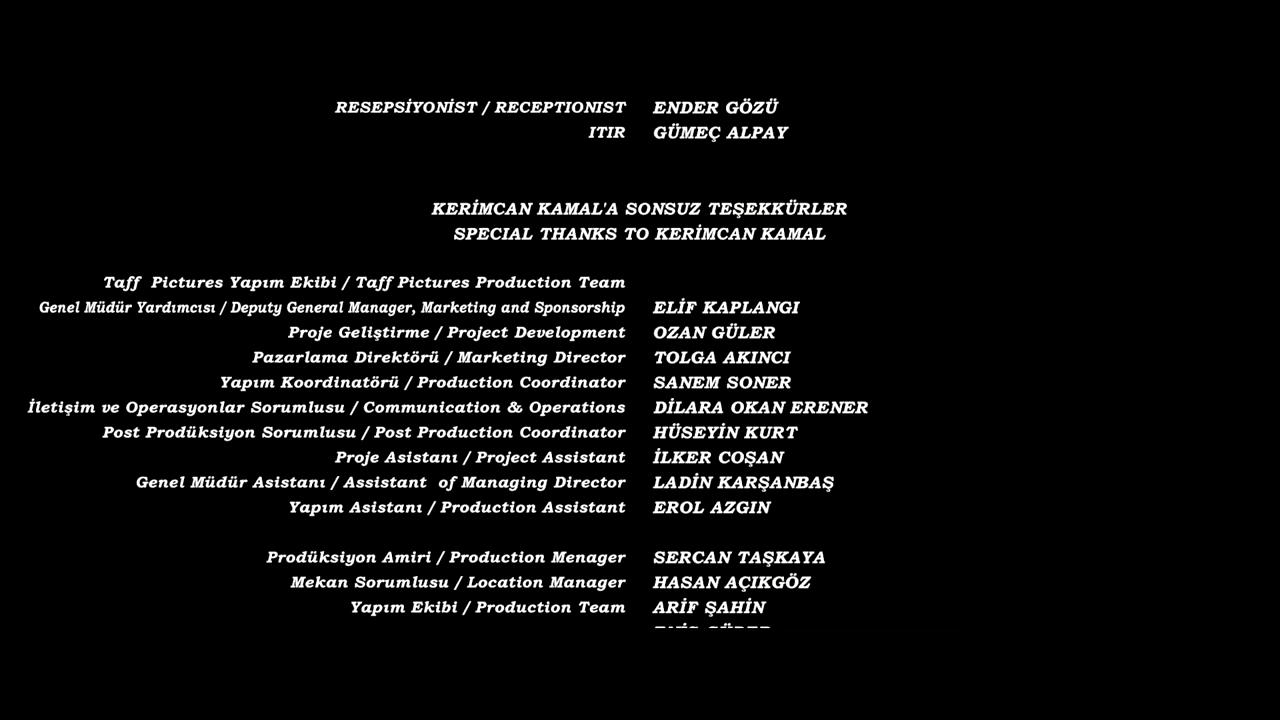 RESEPSİYONİST / RECEPTIONIST ENDER GÖZÜ
ITIR GÜMEÇ ALPAY
KERİMCAN KAMAL'A SONSUZ TEŞEKKÜRLER
SPECIAL THANKS TO KERİMCAN KAMAL
Taff Pictures Yapım Ekibi / Taff Pictures Production Team
Genel Müdür Yardımcısı / Deputy General Manager, Marketing and Sponsorship ELİF KAPLANGI
Proje Geliştirme / Project Development OZAN GÜLER
Pazarlama Direktörü / Marketing Director TOLGA AKINCI
Yapım Koordinatörü / Production Coordinator SANEM SONER
İletişim ve Operasyonlar Sorumlusu / Communication & Operations DİLARA OKAN ERENER
Post Prodüksiyon Sorumlusu / Post Production Coordinator HÜSEYİN KURT
Proje Asistanı / Project Assistant İLKER COŞAN
Genel Müdür Asistanı / Assistant of Managing Director LADİN KARŞANBAŞ
Yapım Asistanı / Production Assistant EROL AZGIN
Prodüksiyon Amiri / Production Menager SERCAN TAŞKAYA
Mekan Sorumlusu / Location Manager HASAN AÇIKGÖZ
Yapım Ekibi / Production Team ARİF ŞAHİN